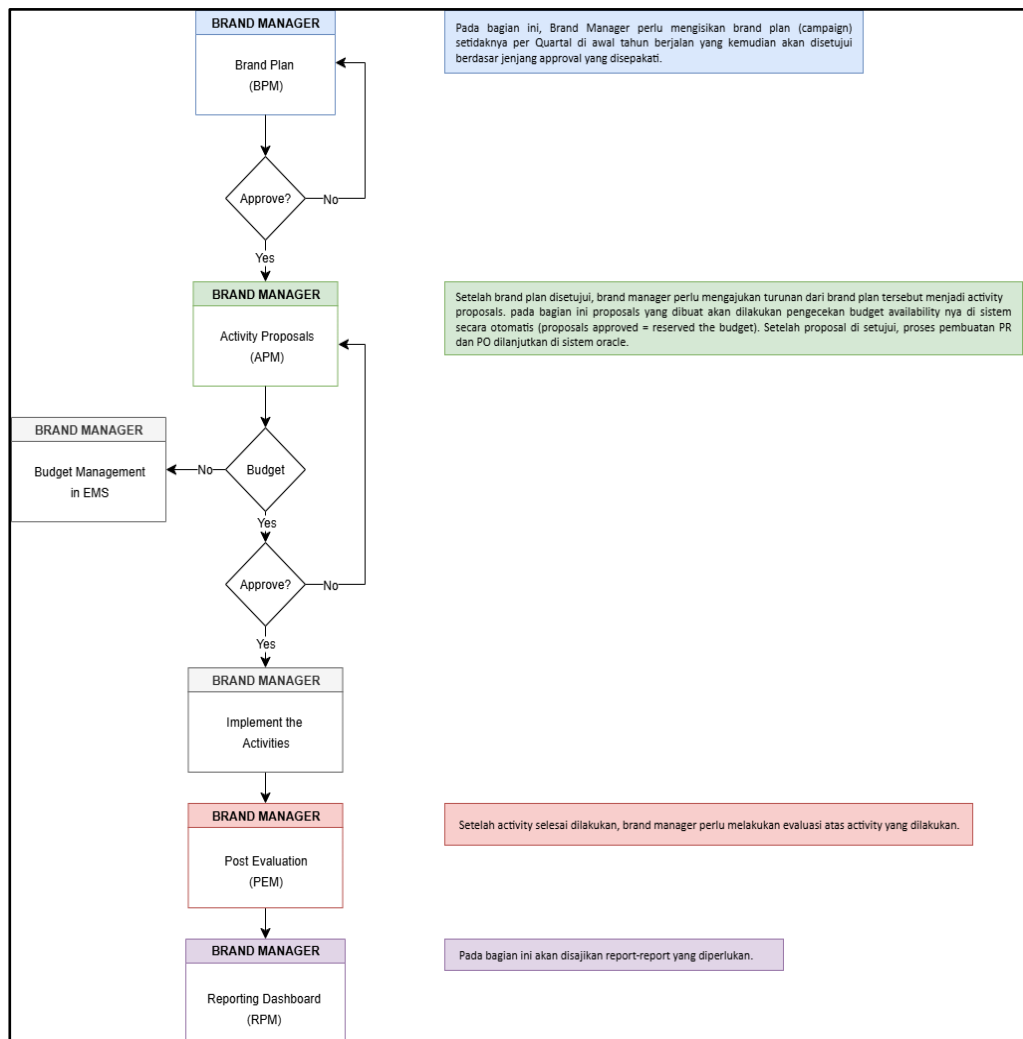 BRAND MANAGER
Brand Plan
(BPM)
Pada bagian ini, Brand Manager perlu mengisikan brand plan (campaign)
setidaknya per Quartal di awal tahun berjalan yang kemudian akan disetujui
berdasar jenjang approval yang disepakati.
Approve?
No
Yes
BRAND MANAGER
Activity Proposals
(APM)
Setelah brand plan disetujui, brand manager perlu mengajukan turunan dari brand plan tersebut menjadi activity
proposals. pada bagian ini proposals yang dibuat akan dilakukan pengecekan budget availability nya di sistem
secara otomatis (proposals approved = reserved the budget). Setelah proposal di setujui, proses pembuatan PR
dan PO dilanjutkan di sistem oracle.
BRAND MANAGER
Budget Management
in EMS
No
Budget
Yes
Approve?
No
Yes
BRAND MANAGER
Implement the
Activities
BRAND MANAGER
Post Evaluation
(PEM)
Setelah activity selesai dilakukan, brand manager perlu melakukan evaluasi atas activity yang dilakukan.
BRAND MANAGER
Reporting Dashboard
(RPM)
Pada bagian ini akan disajikan report-report yang diperlukan.